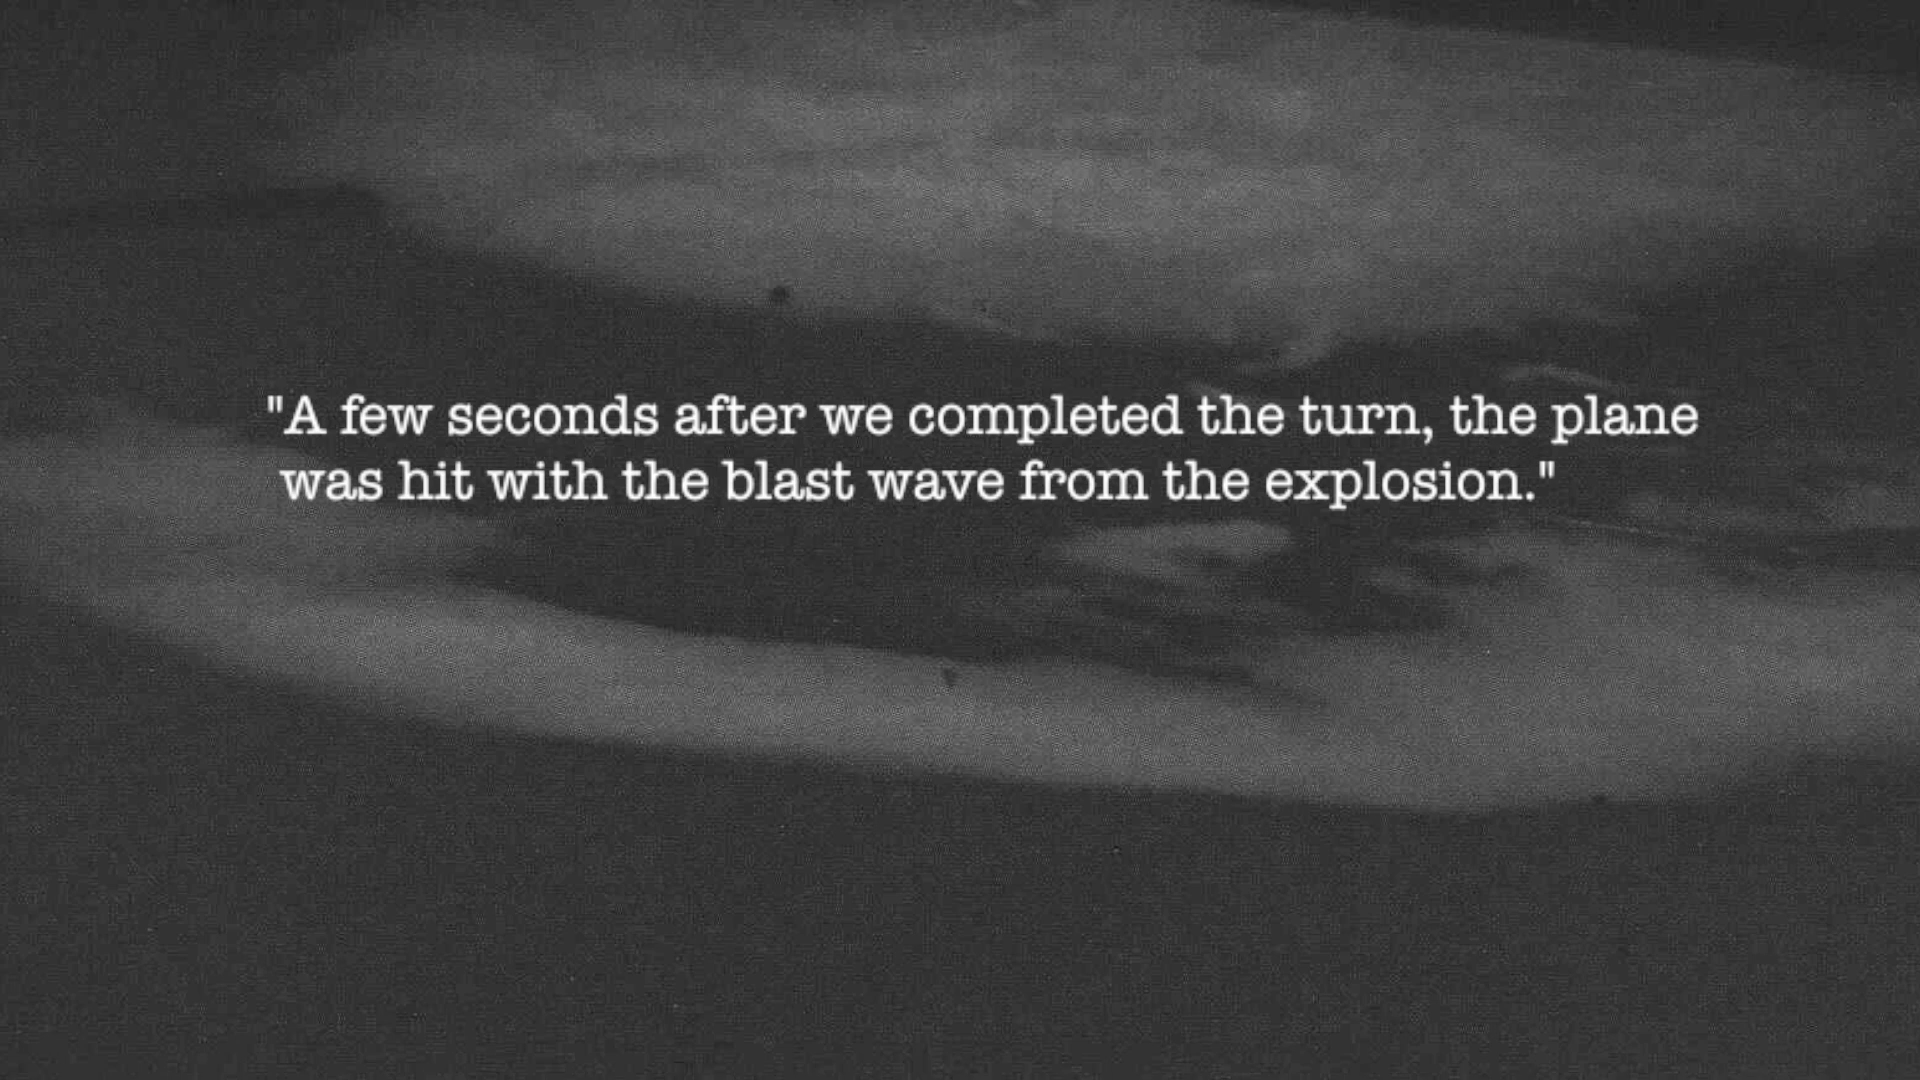 "A few seconds after we completed the turn, the plane
was hit with the blast wave from the explosion."